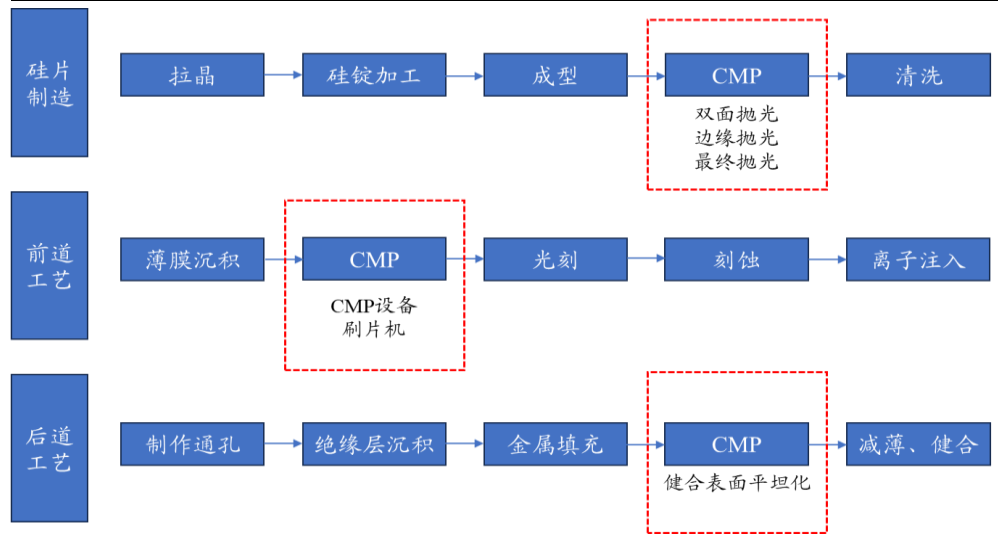 硅片
制造
拉晶
硅锭加工
成型
CMP
清洗
双面抛光
边缘抛光
最终抛光
前道
工艺
薄膜沉积
CMP
光刻
刻蚀
离子注入
CMP设备
刷片机
后道
工艺
制作通孔
绝缘层沉积
金属填充
CMP
减薄、健合
健合表面平坦化